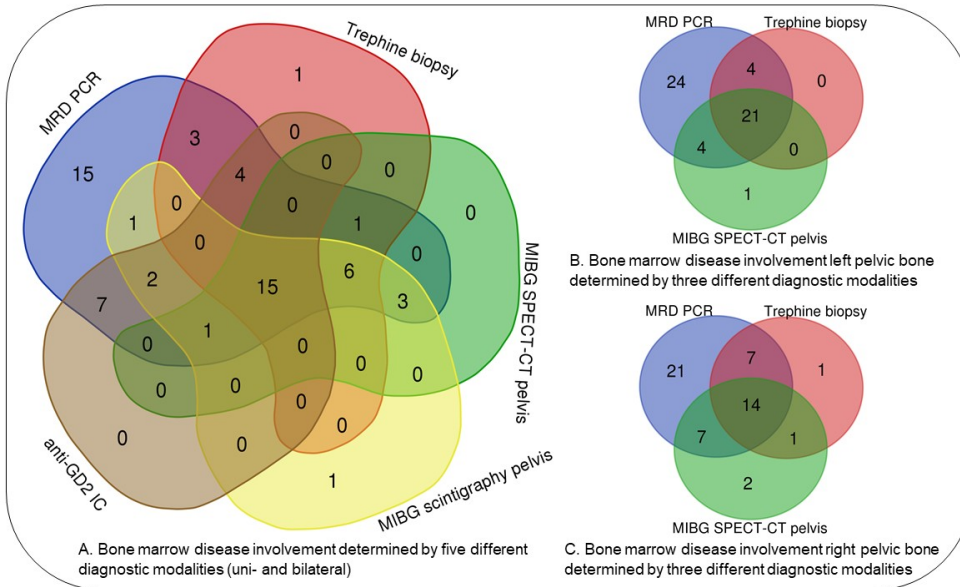 MRD PCR
Trephine biopsy
MIBG SPECT-CT pelvis
MIBG scintigraphy pelvis
anti-GD2 IC
1
3
0
15
4
0
0
0
1
0
0
1
0
0
2
15
6
3
7
1
0
0
0
0
0
0
0
0
0
0
1
A. Bone marrow disease involvement determined by five different
diagnostic modalities (uni- and bilateral)
MRD PCR
Trephine biopsy
24
4
0
21
4
0
1
MIBG SPECT-CT pelvis
B. Bone marrow disease involvement left pelvic bone
determined by three different diagnostic modalities
MRD PCR
Trephine biopsy
21
7
1
14
7
1
2
MIBG SPECT-CT pelvis
C. Bone marrow disease involvement right pelvic bone
determined by three different diagnostic modalities